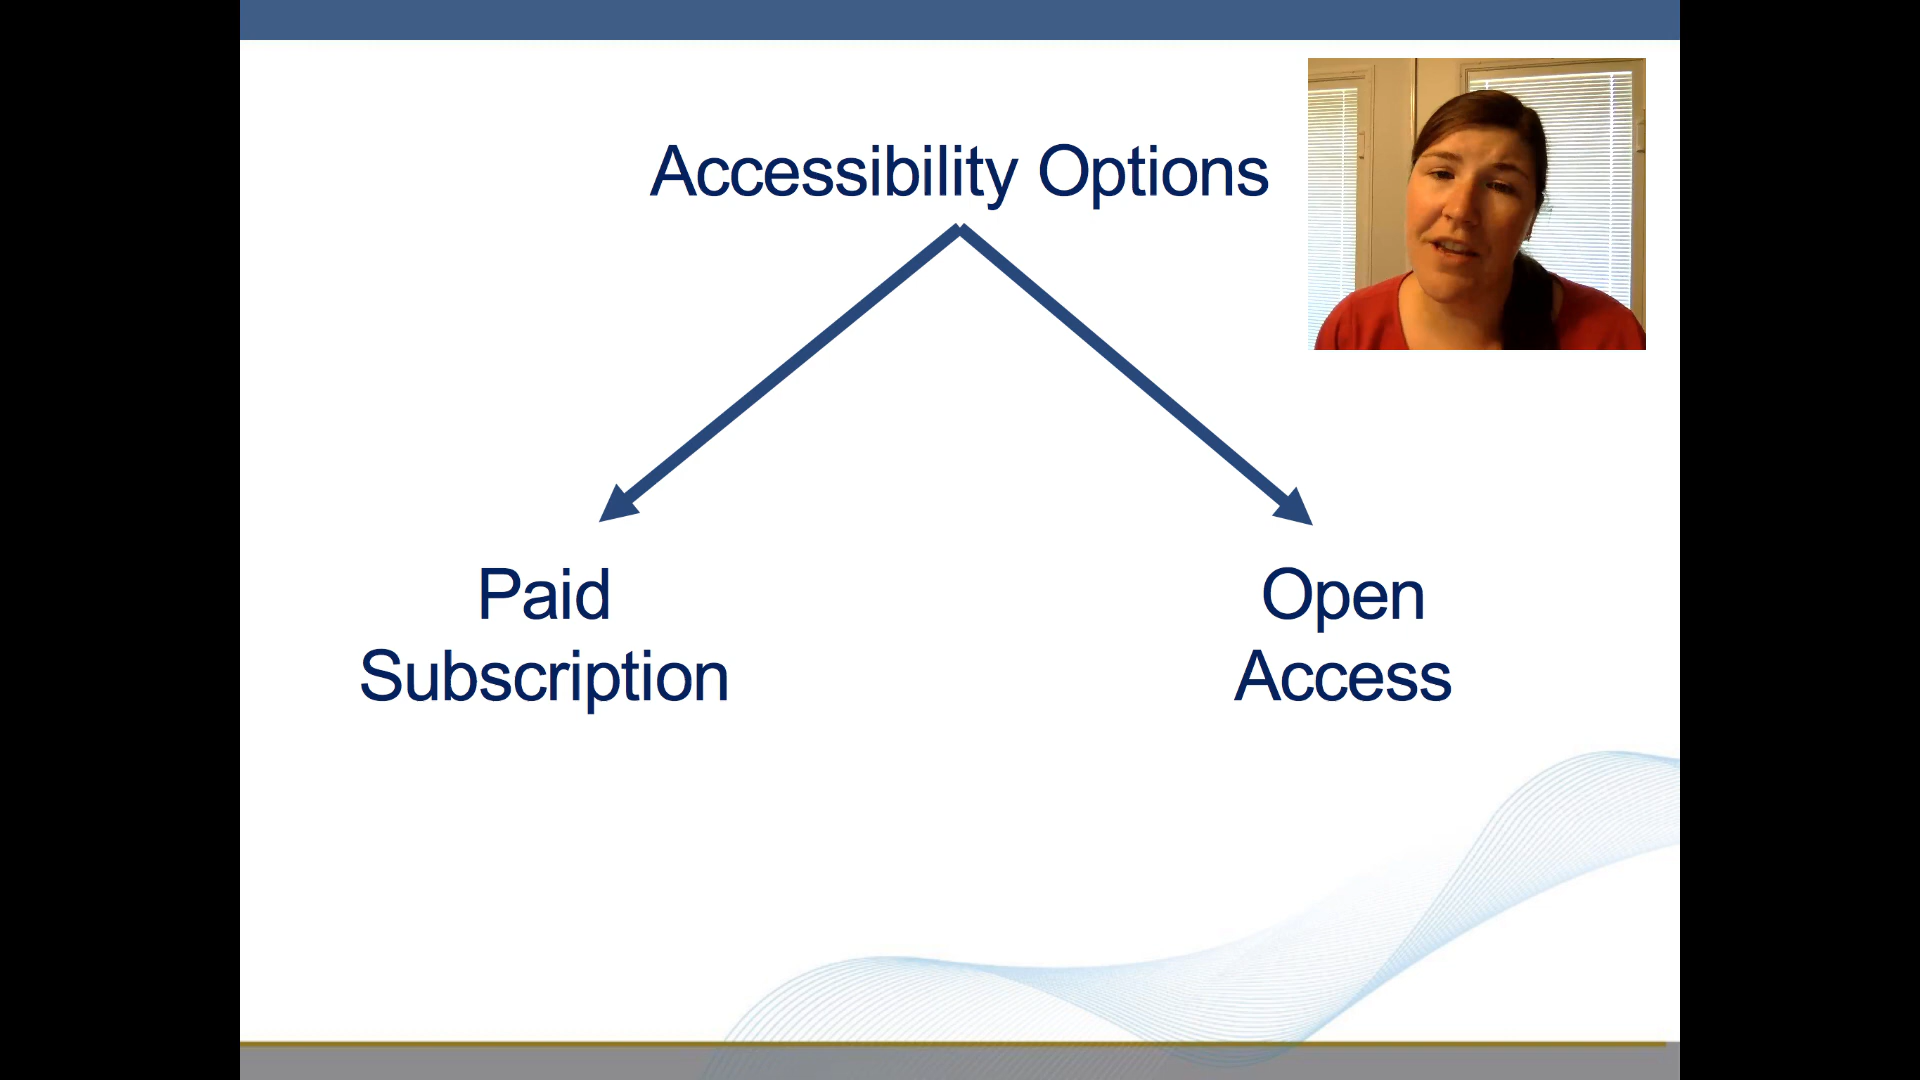 Accessibility Options
Paid
Subscription
Open
Access